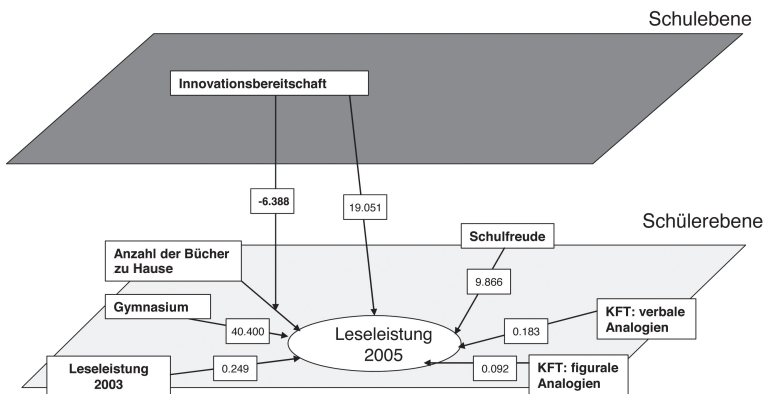 Schulebene
Innovationsbereitschaft
-6.388
19.051
Schülerebene
Schulfreude
Anzahl der Bücher
zu Hause
9.866
Gymnasium
KFT: verbale
Analogien
40.400
Leseleistung
2005
0.183
Leseleistung
2003
0.249
0.092
KFT: figurale
Analogien